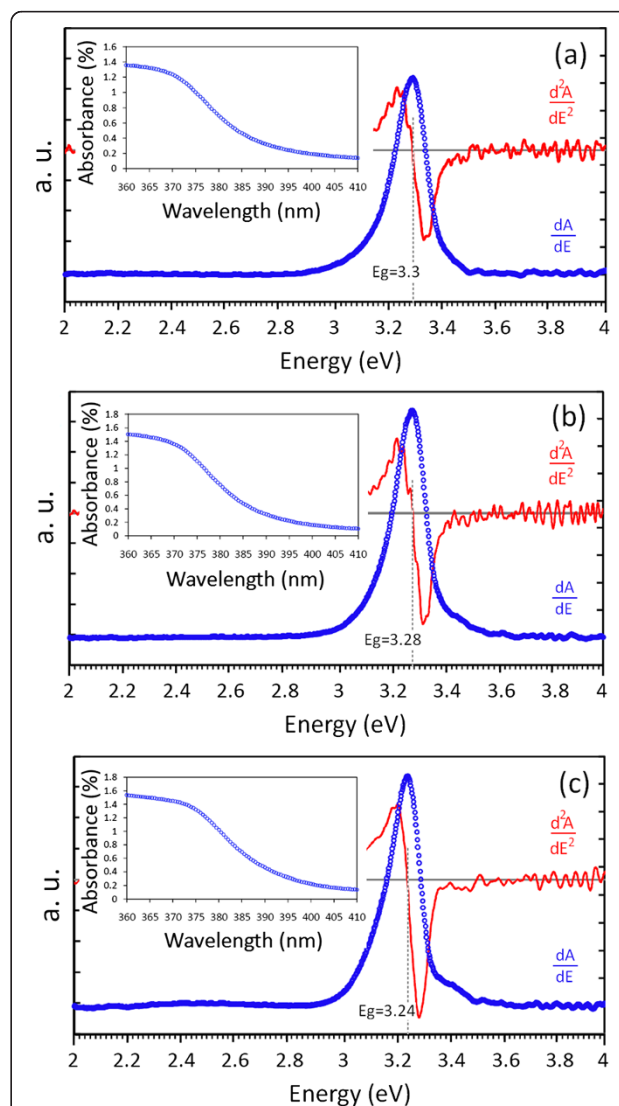 (a)
1.6
1.4
1.2
1
0.8
0.6
0.4
0.2
0
Absorbance (%)
360 365 370 375 380 385 390 395 400 405 410
Wavelength (nm)
d²A
dE²
dA
dE
a. u.
Eg=3.3
2 2.2 2.4 2.6 2.8 3 3.2 3.4 3.6 3.8 4
Energy (eV)
(b)
1.8
1.6
1.4
1.2
1
0.8
0.6
0.4
0.2
0
Absorbance (%)
360 365 370 375 380 385 390 395 400 405 410
Wavelength (nm)
d²A
dE²
dA
dE
a. u.
Eg=3.28
2 2.2 2.4 2.6 2.8 3 3.2 3.4 3.6 3.8 4
Energy (eV)
(c)
1.8
1.6
1.4
1.2
1
0.8
0.6
0.4
0.2
0
Absorbance (%)
360 365 370 375 380 385 390 395 400 405 410
Wavelength (nm)
d²A
dE²
dA
dE
a. u.
Eg=3.24
2 2.2 2.4 2.6 2.8 3 3.2 3.4 3.6 3.8 4
Energy (eV)